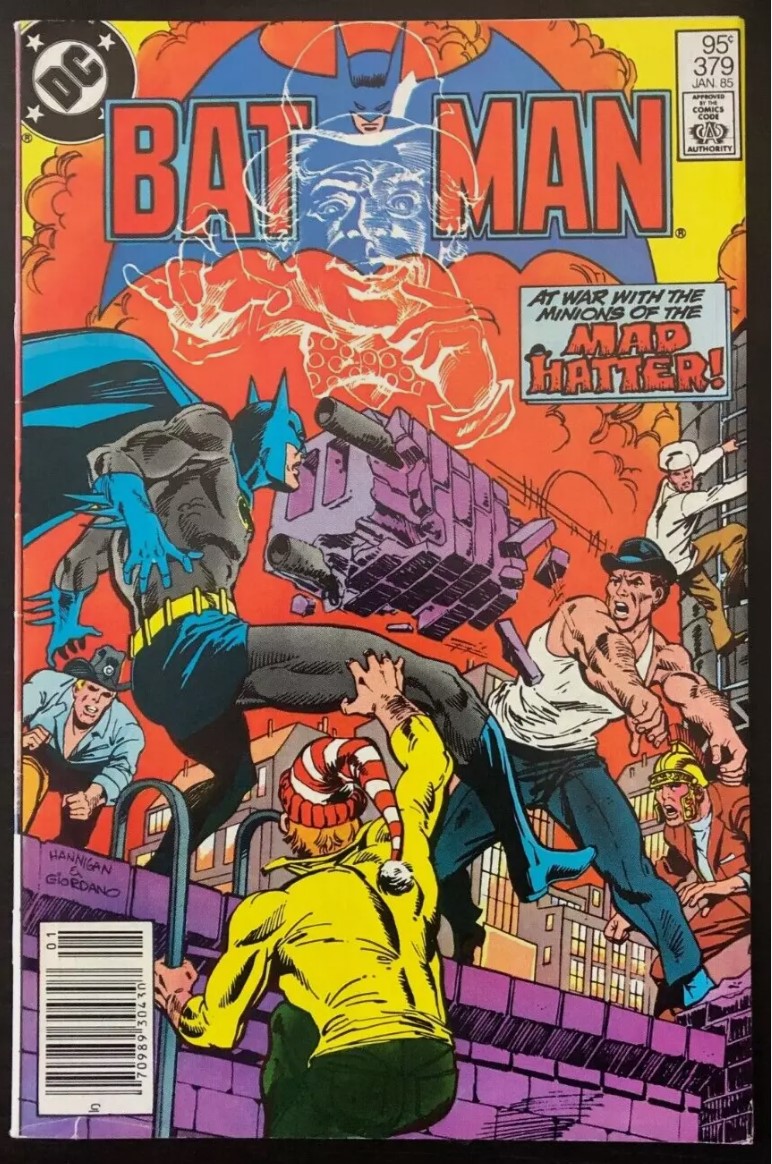 DC
95¢
379
JAN. 85
APPROVED
BY THE
COMICS
CODE
CA
AUTHORITY
BATMAN
®
®
AT WAR WITH THE
MINIONS OF THE
MAD
HATTER!
HANNIGAN
&
GIORDANO
01
70989 30430